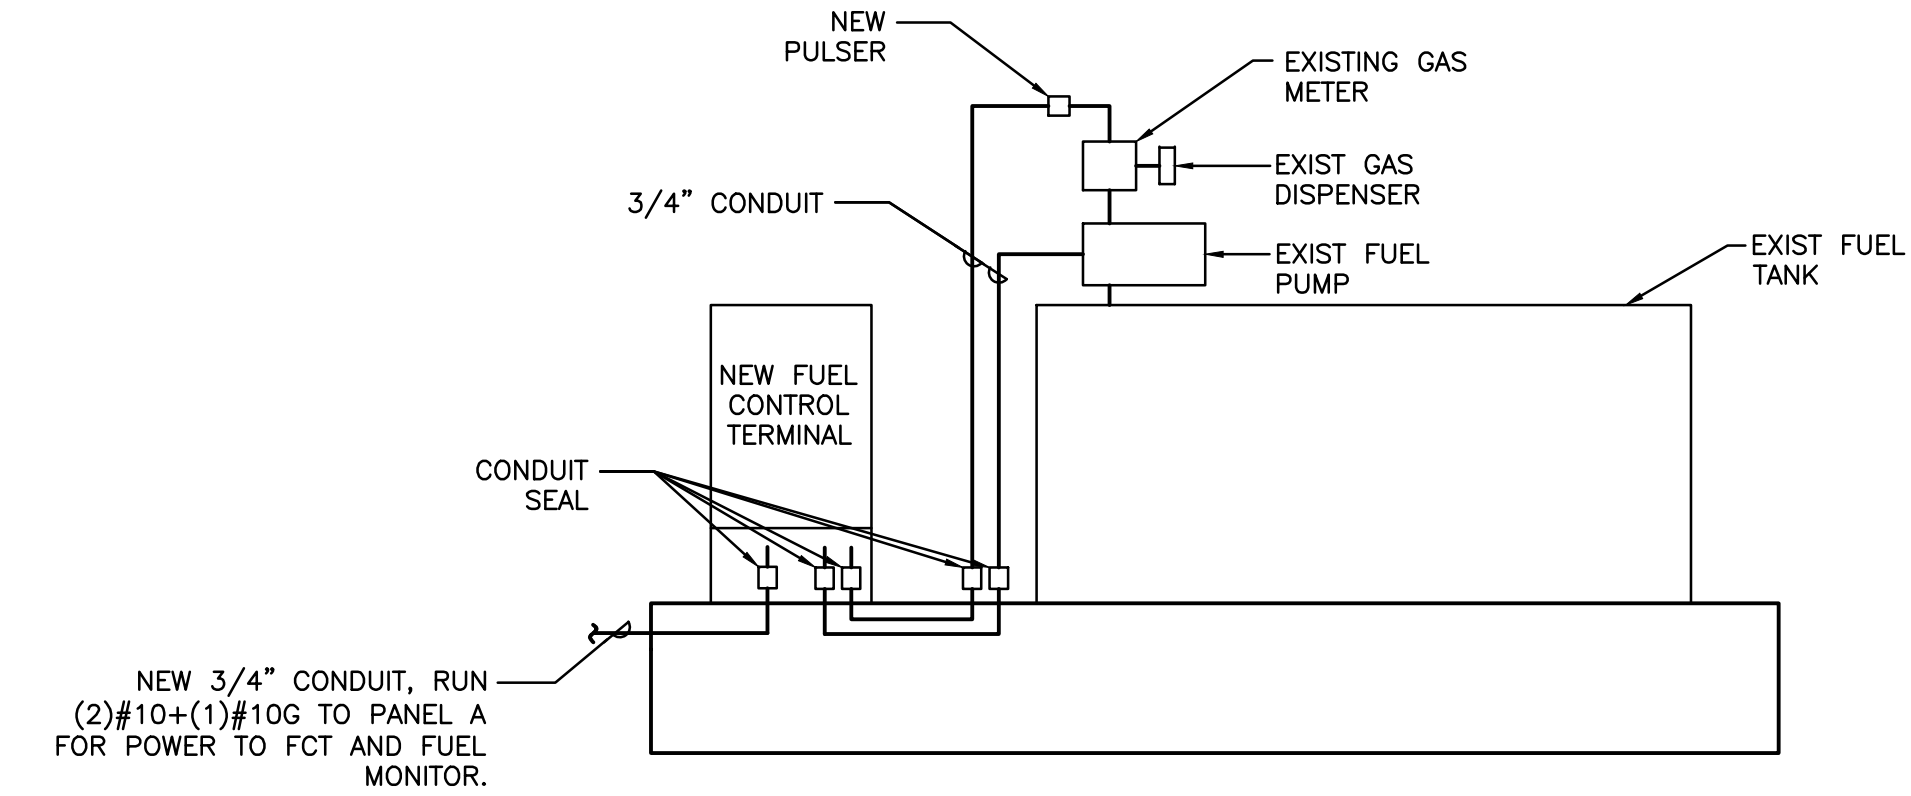 NEW
PULSER
EXISTING GAS
METER
EXIST GAS
DISPENSER
3/4” CONDUIT
EXIST FUEL
PUMP
EXIST FUEL
TANK
NEW FUEL
CONTROL
TERMINAL
CONDUIT
SEAL
NEW 3/4” CONDUIT, RUN
(2)#10+(1)#10G TO PANEL A
FOR POWER TO FCT AND FUEL
MONITOR.